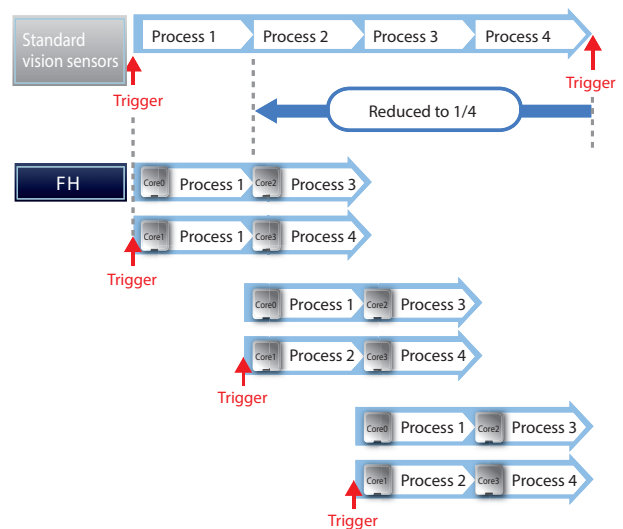 Standard
vision sensors
Process 1
Process 2
Process 3
Process 4
Trigger
Trigger
Reduced to 1/4
FH
Core0
Process 1
Core2
Process 3
Core1
Process 1
Core3
Process 4
Trigger
Core0
Process 1
Core2
Process 3
Core1
Process 2
Core3
Process 4
Trigger
Core0
Process 1
Core2
Process 3
Core1
Process 2
Core3
Process 4
Trigger